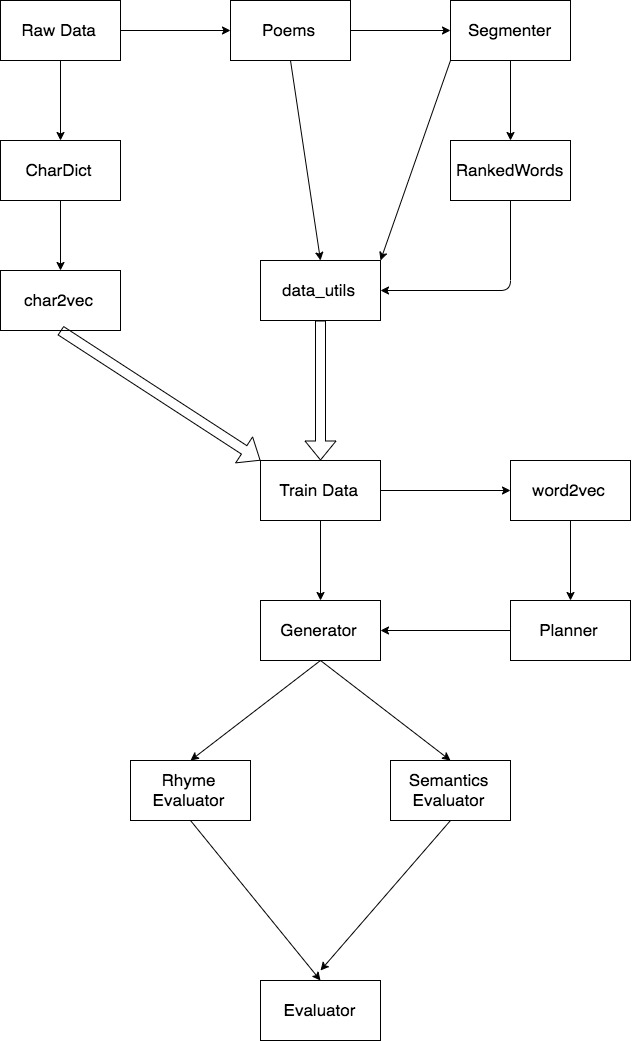 Raw Data
Poems
Segmenter
CharDict
RankedWords
char2vec
data_utils
Train Data
word2vec
Generator
Planner
Rhyme
Evaluator
Semantics
Evaluator
Evaluator